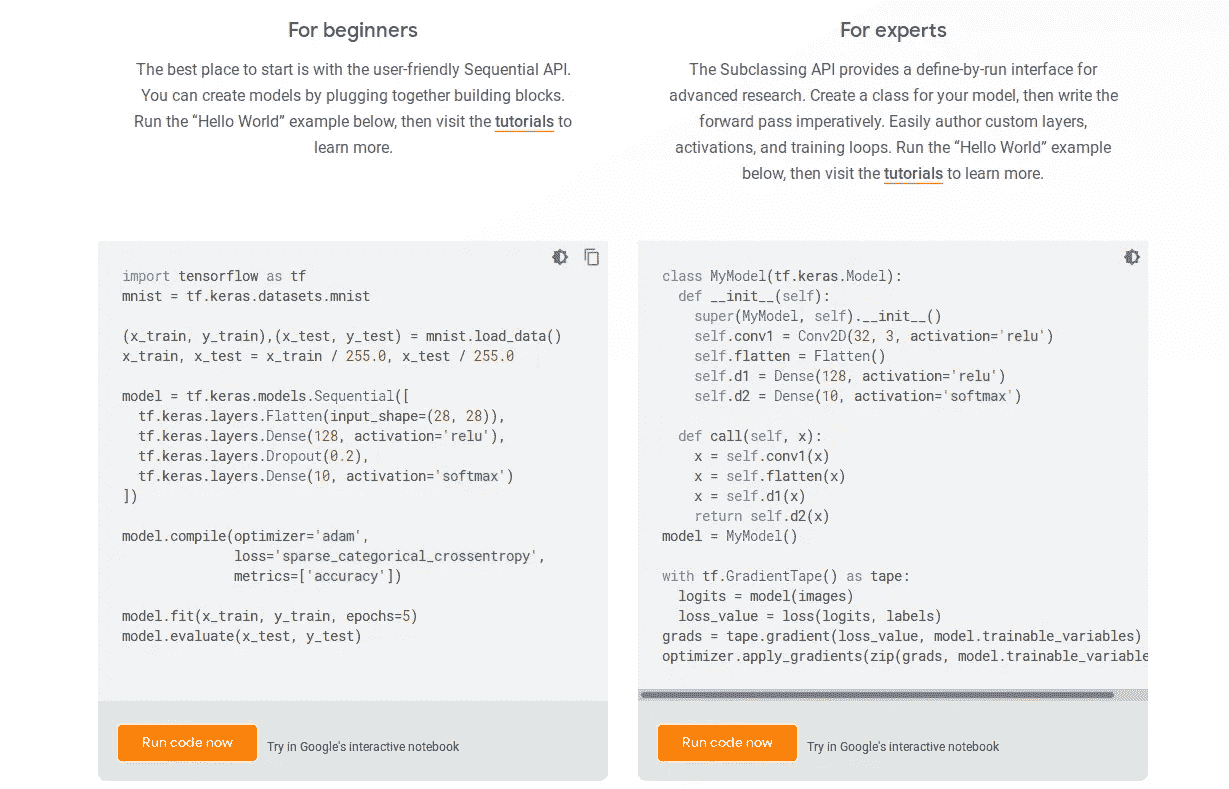 For beginners
The best place to start is with the user-friendly Sequential API.
You can create models by plugging together building blocks.
Run the “Hello World” example below, then visit the tutorials to
learn more.
import tensorflow as tf
mnist = tf.keras.datasets.mnist
(x_train, y_train),(x_test, y_test) = mnist.load_data()
x_train, x_test = x_train / 255.0, x_test / 255.0
model = tf.keras.models.Sequential([
  tf.keras.layers.Flatten(input_shape=(28, 28)),
  tf.keras.layers.Dense(128, activation='relu'),
  tf.keras.layers.Dropout(0.2),
  tf.keras.layers.Dense(10, activation='softmax')
])
model.compile(optimizer='adam',
              loss='sparse_categorical_crossentropy',
              metrics=['accuracy'])
model.fit(x_train, y_train, epochs=5)
model.evaluate(x_test, y_test)
Run code now
Try in Google's interactive notebook
For experts
The Subclassing API provides a define-by-run interface for
advanced research. Create a class for your model, then write the
forward pass imperatively. Easily author custom layers,
activations, and training loops. Run the “Hello World” example
below, then visit the tutorials to learn more.
class MyModel(tf.keras.Model):
  def __init__(self):
    super(MyModel, self).__init__()
    self.conv1 = Conv2D(32, 3, activation='relu')
    self.flatten = Flatten()
    self.d1 = Dense(128, activation='relu')
    self.d2 = Dense(10, activation='softmax')
  def call(self, x):
    x = self.conv1(x)
    x = self.flatten(x)
    x = self.d1(x)
    return self.d2(x)
model = MyModel()
with tf.GradientTape() as tape:
  logits = model(images)
  loss_value = loss(logits, labels)
grads = tape.gradient(loss_value, model.trainable_variables)
optimizer.apply_gradients(zip(grads, model.trainable_variable
Run code now
Try in Google's interactive notebook